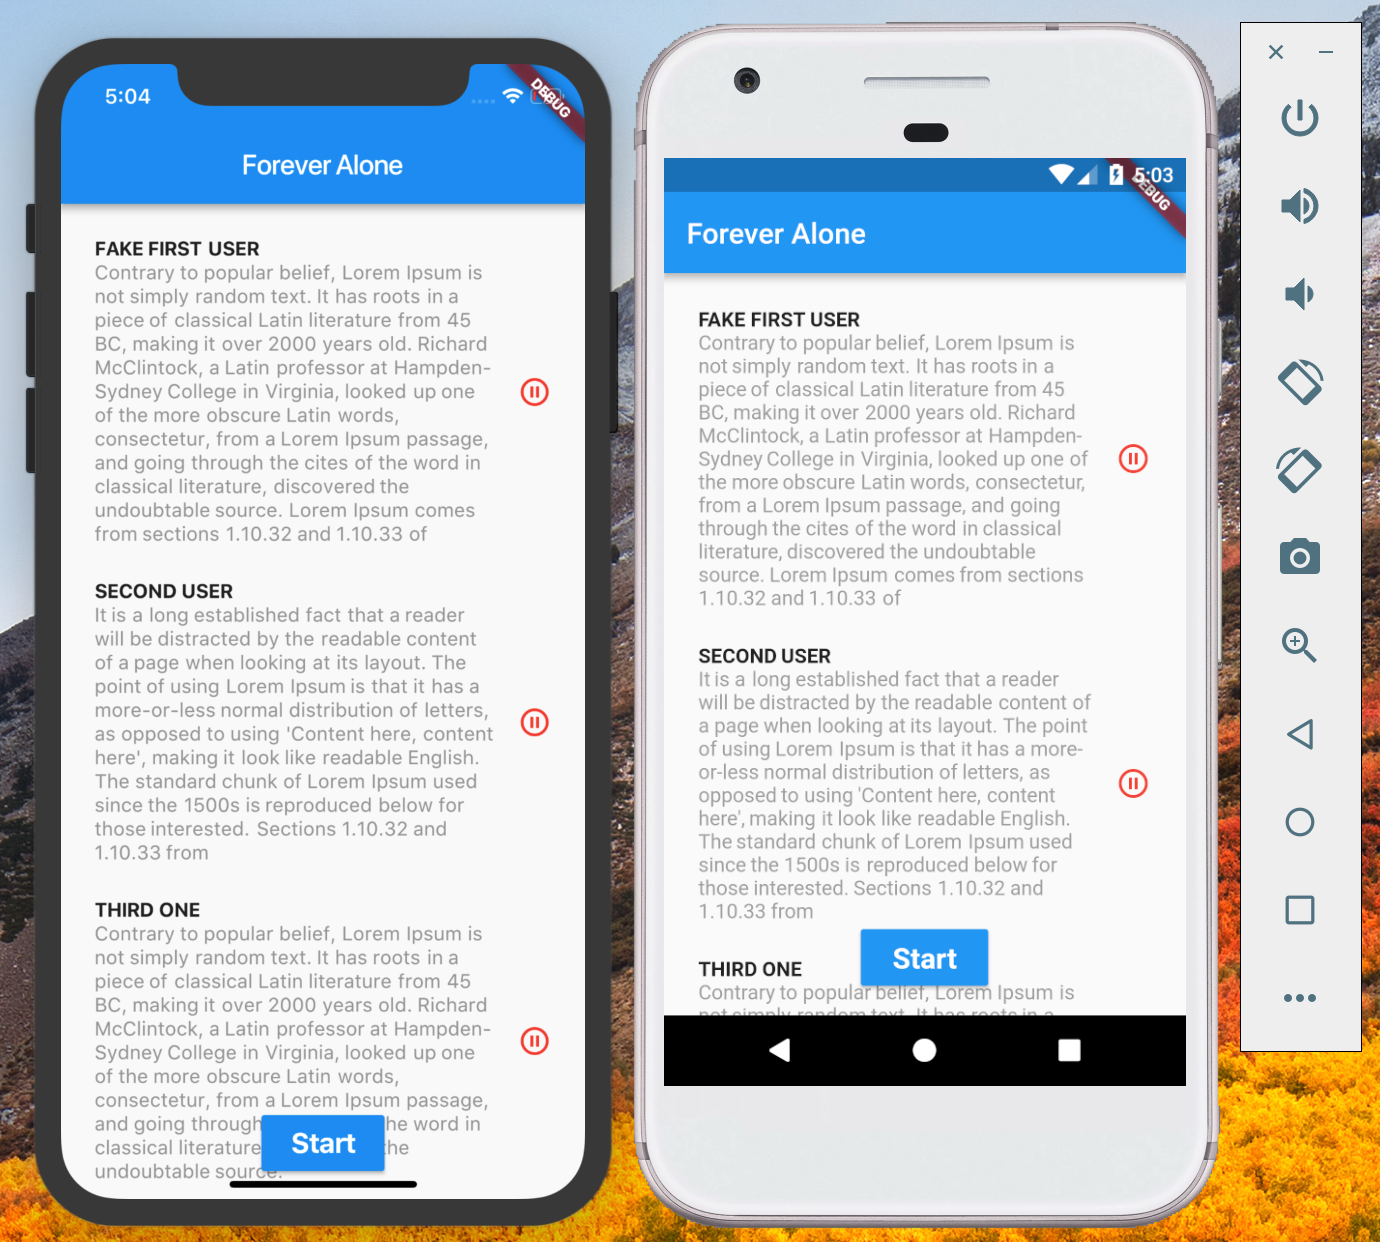 5:04
DEBUG
Forever Alone
FAKE FIRST USER
Contrary to popular belief, Lorem Ipsum is
not simply random text. It has roots in a
piece of classical Latin literature from 45
BC, making it over 2000 years old. Richard
McClintock, a Latin professor at Hampden-
Sydney College in Virginia, looked up one
of the more obscure Latin words,
consectetur, from a Lorem Ipsum passage,
and going through the cites of the word in
classical literature, discovered the
undoubtable source. Lorem Ipsum comes
from sections 1.10.32 and 1.10.33 of
SECOND USER
It is a long established fact that a reader
will be distracted by the readable content
of a page when looking at its layout. The
point of using Lorem Ipsum is that it has a
more-or-less normal distribution of letters,
as opposed to using 'Content here, content
here', making it look like readable English.
The standard chunk of Lorem Ipsum used
since the 1500s is reproduced below for
those interested. Sections 1.10.32 and
1.10.33 from
THIRD ONE
Contrary to popular belief, Lorem Ipsum is
not simply random text. It has roots in a
piece of classical Latin literature from 45
BC, making it over 2000 years old. Richard
McClintock, a Latin professor at Hampden-
Sydney College in Virginia, looked up one
of the more obscure Latin words,
consectetur, from a Lorem Ipsum passage,
and going through he word in
classical literature the
undoubtable source.
Start
5:03
DEBUG
Forever Alone
FAKE FIRST USER
Contrary to popular belief, Lorem Ipsum is
not simply random text. It has roots in a
piece of classical Latin literature from 45
BC, making it over 2000 years old. Richard
McClintock, a Latin professor at Hampden-
Sydney College in Virginia, looked up one of
the more obscure Latin words, consectetur,
from a Lorem Ipsum passage, and going
through the cites of the word in classical
literature, discovered the undoubtable
source. Lorem Ipsum comes from sections
1.10.32 and 1.10.33 of
SECOND USER
It is a long established fact that a reader
will be distracted by the readable content of
a page when looking at its layout. The point
of using Lorem Ipsum is that it has a more-
or-less normal distribution of letters, as
opposed to using 'Content here, content
here', making it look like readable English.
The standard chunk of Lorem Ipsum used
since the 1500s is reproduced below for
those interested. Sections 1.10.32 and
1.10.33 from
THIRD ONE
Contrary to popular belief, Lorem Ipsum is
not simply random text. It has roots in a
Start